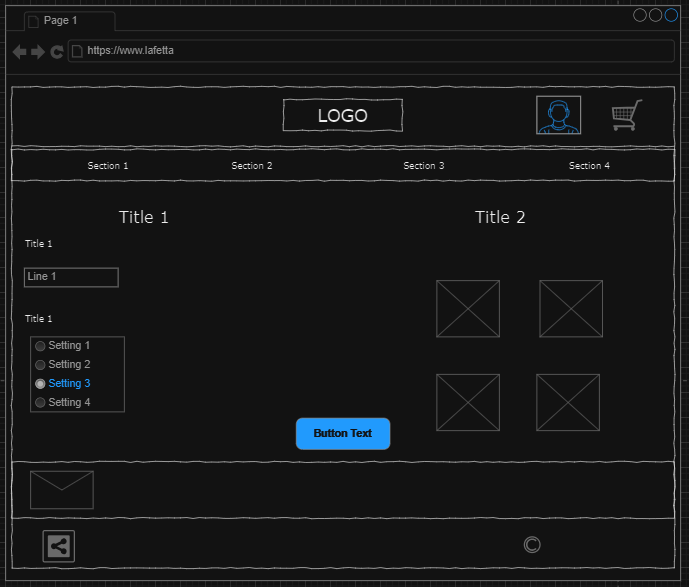 Page 1
https://www.lafetta
LOGO
Section 1
Section 2
Section 3
Section 4
Title 1
Title 2
Title 1
Line 1
Title 1
Setting 1
Setting 2
Setting 3
Setting 4
Button Text
©